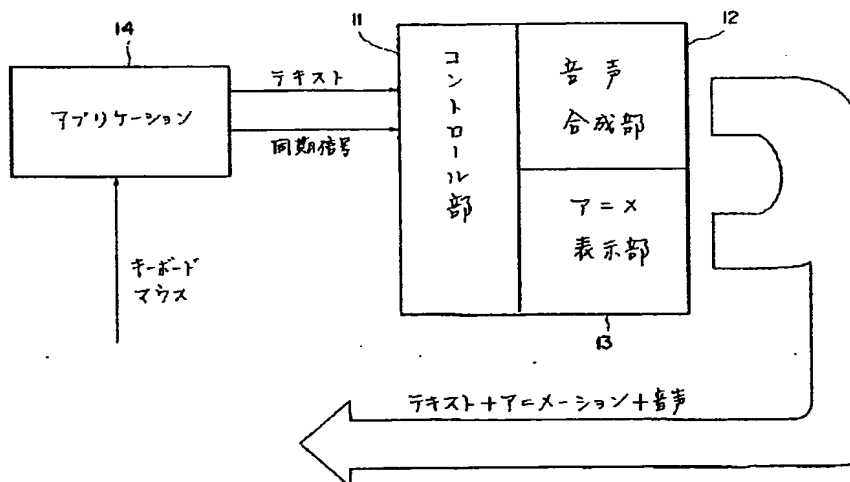 14
アプリケーション
テキスト
同期信号
キーボード
マウス
11
コントロール部
12
音声
合成部
アニメ
表示部
13
テキスト+アニメーション+音声